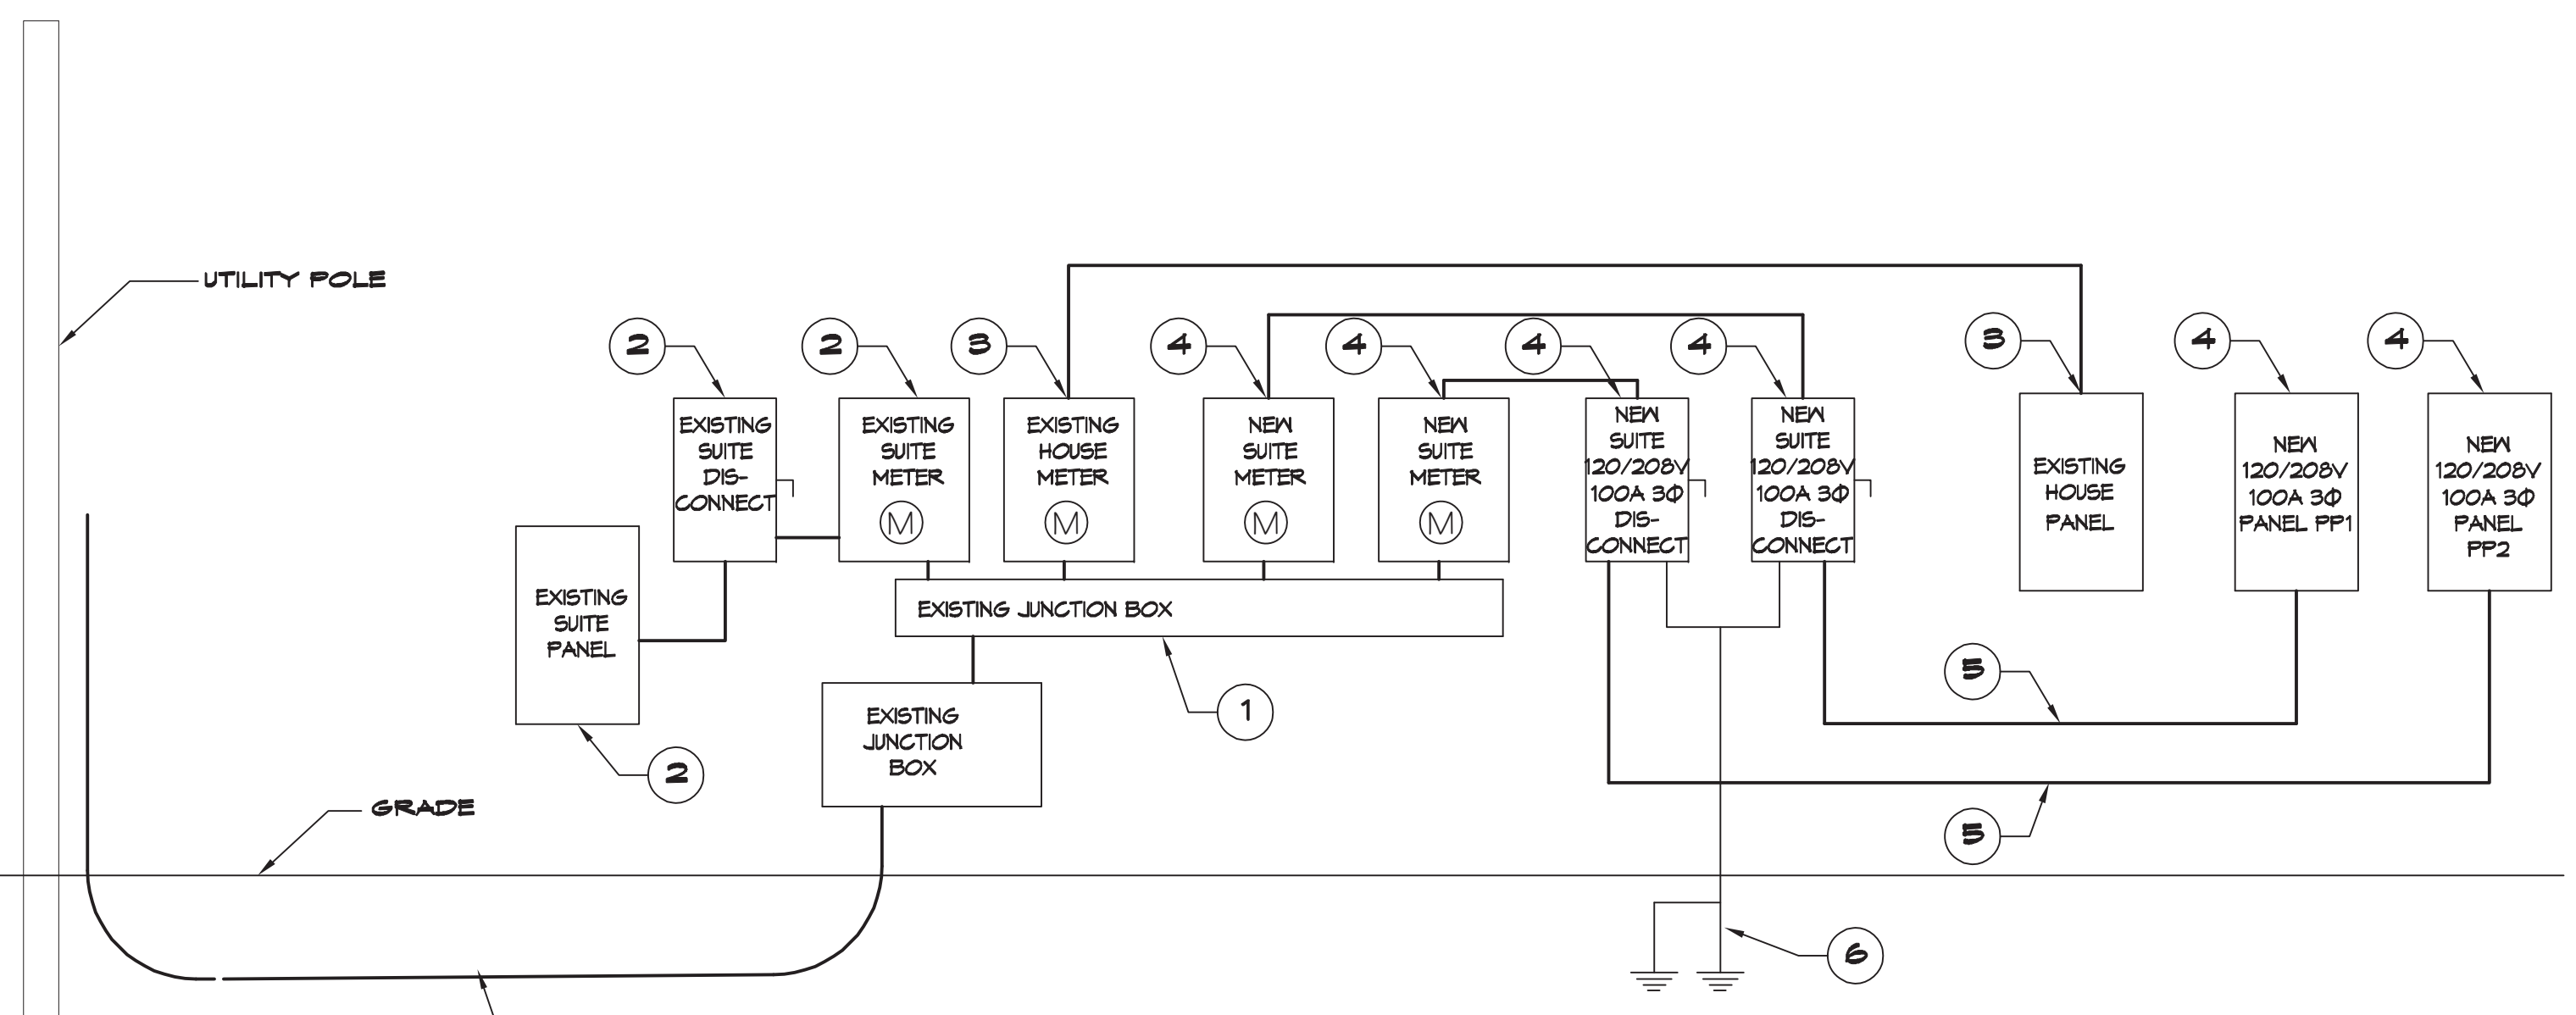 UTILITY POLE
2
2
3
4
4
4
4
3
4
4
EXISTING
SUITE
DIS-
CONNECT
EXISTING
SUITE
METER
M
EXISTING
HOUSE
METER
M
NEW
SUITE
METER
M
NEW
SUITE
METER
M
NEW
SUITE
120/208V
100A 3Φ
DIS-
CONNECT
NEW
SUITE
120/208V
100A 3Φ
DIS-
CONNECT
EXISTING
HOUSE
PANEL
NEW
120/208V
100A 3Φ
PANEL PP1
NEW
120/208V
100A 3Φ
PANEL
PP2
EXISTING
SUITE
PANEL
EXISTING JUNCTION BOX
EXISTING
JUNCTION
BOX
1
2
5
5
GRADE
6